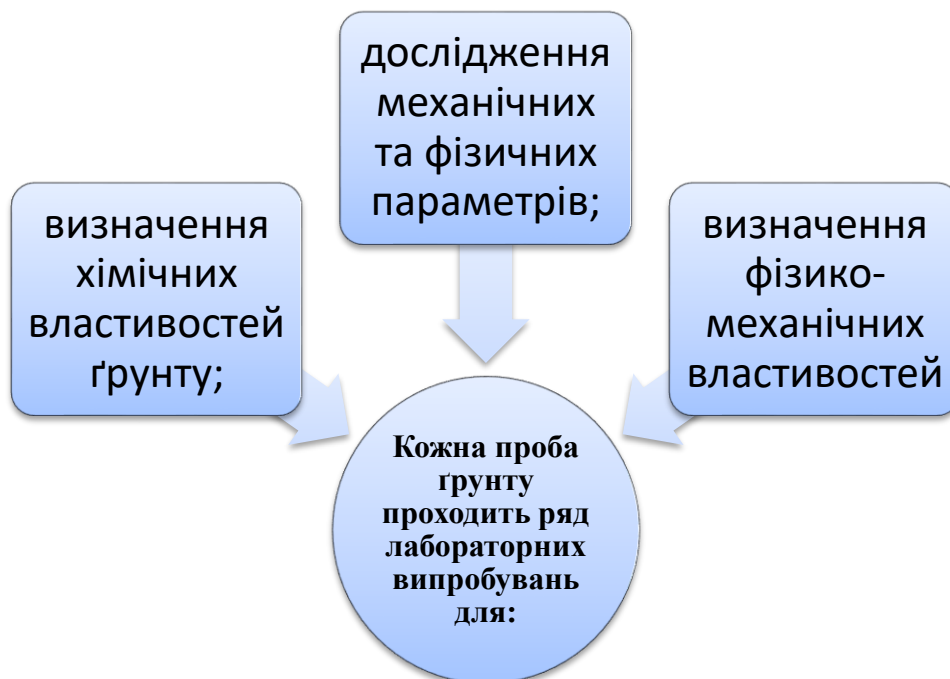 дослідження
механічних
та фізичних
параметрів;
визначення
хімічних
властивостей
ґрунту;
визначення
фізико-
механічних
властивостей
Кожна проба
ґрунту
проходить ряд
лабораторних
випробувань
для: